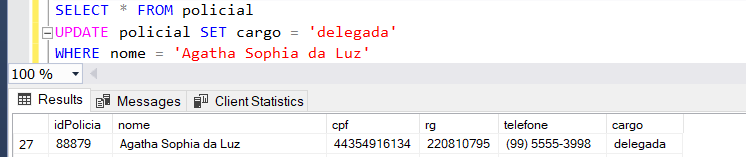 SELECT * FROM policial
UPDATE policial SET cargo = 'delegada'
WHERE nome = 'Agatha Sophia da Luz'
100 %
Results Messages Client Statistics
idPolicia nome cpf rg telefone cargo
27 88879 Agatha Sophia da Luz 44354916134 220810795 (99) 5555-3998 delegada